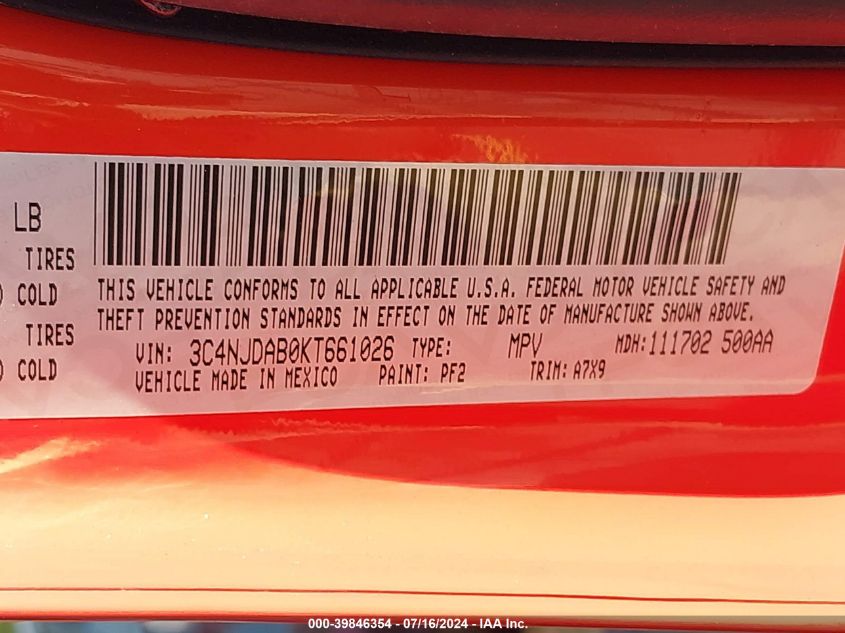 LB
TIRES
COLD
TIRES
COLD
THIS VEHICLE CONFORMS TO ALL APPLICABLE U.S.A. FEDERAL MOTOR VEHICLE SAFETY AND
THEFT PREVENTION STANDARDS IN EFFECT ON THE DATE OF MANUFACTURE SHOWN ABOVE.
VIN: 3C4NJDAB0KT661026 TYPE: MPV MDH:111702 500AA
VEHICLE MADE IN MEXICO PAINT: PF2 TRIM: A7X9
000-39846354 - 07/16/2024 - IAA Inc.